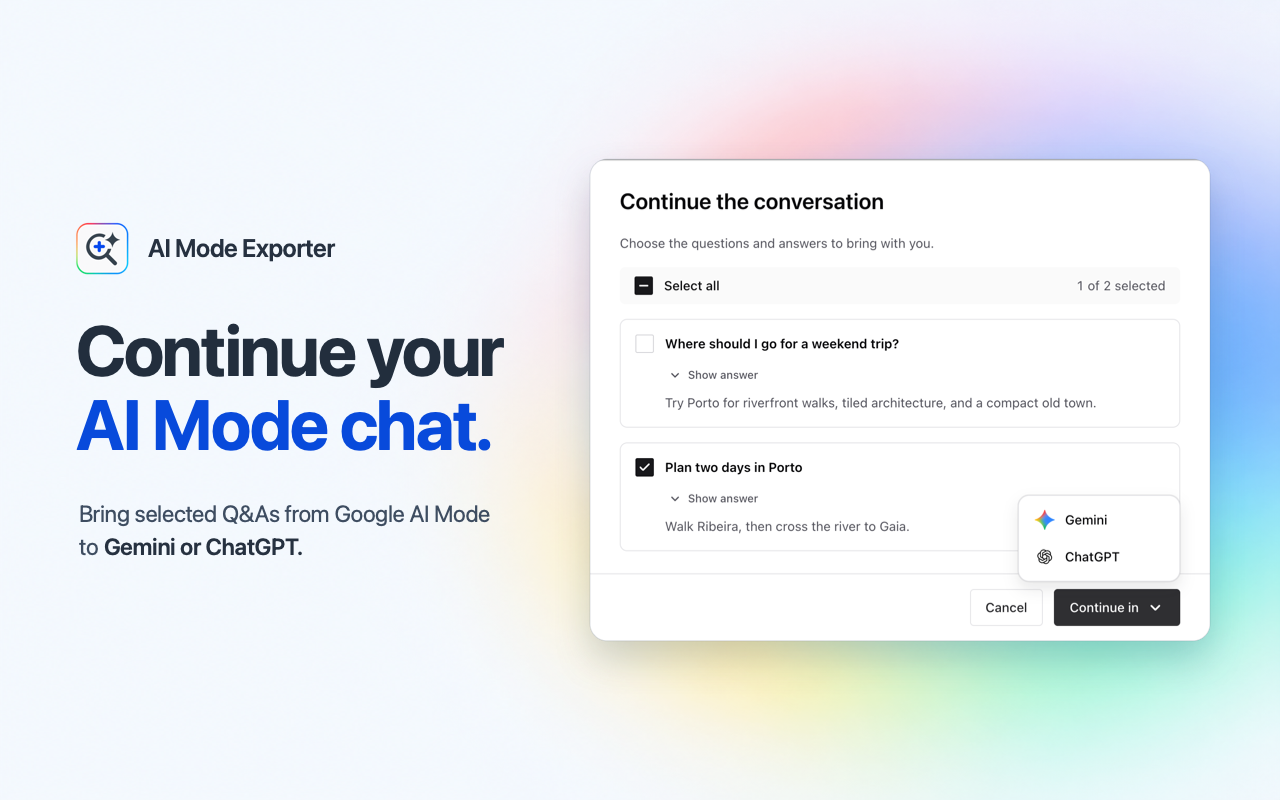 AI Mode Exporter
Continue your
AI Mode chat.
Bring selected Q&As from Google AI Mode
to Gemini or ChatGPT.
Continue the conversation
Choose the questions and answers to bring with you.
Select all
1 of 2 selected
Where should I go for a weekend trip?
Show answer
Try Porto for riverfront walks, tiled architecture, and a compact old town.
Plan two days in Porto
Show answer
Walk Ribeira, then cross the river to Gaia.
Gemini
ChatGPT
Cancel
Continue in